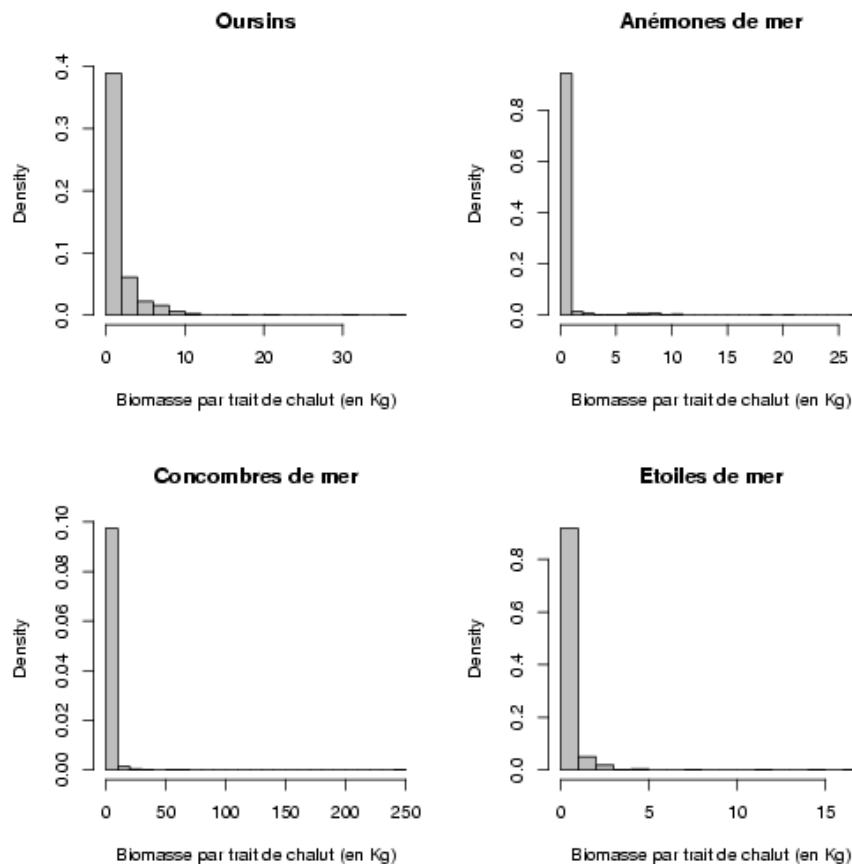 Oursins
Density
0.0 0.1 0.2 0.3 0.4
0 10 20 30
Biomasse par trait de chalut (en Kg)
Anémones de mer
Density
0.0 0.2 0.4 0.6 0.8
0 5 10 15 20 25
Biomasse par trait de chalut (en Kg)
Concombres de mer
Density
0.00 0.02 0.04 0.06 0.08 0.10
0 50 100 150 200 250
Biomasse par trait de chalut (en Kg)
Etoiles de mer
Density
0.0 0.2 0.4 0.6 0.8
0 5 10 15
Biomasse par trait de chalut (en Kg)